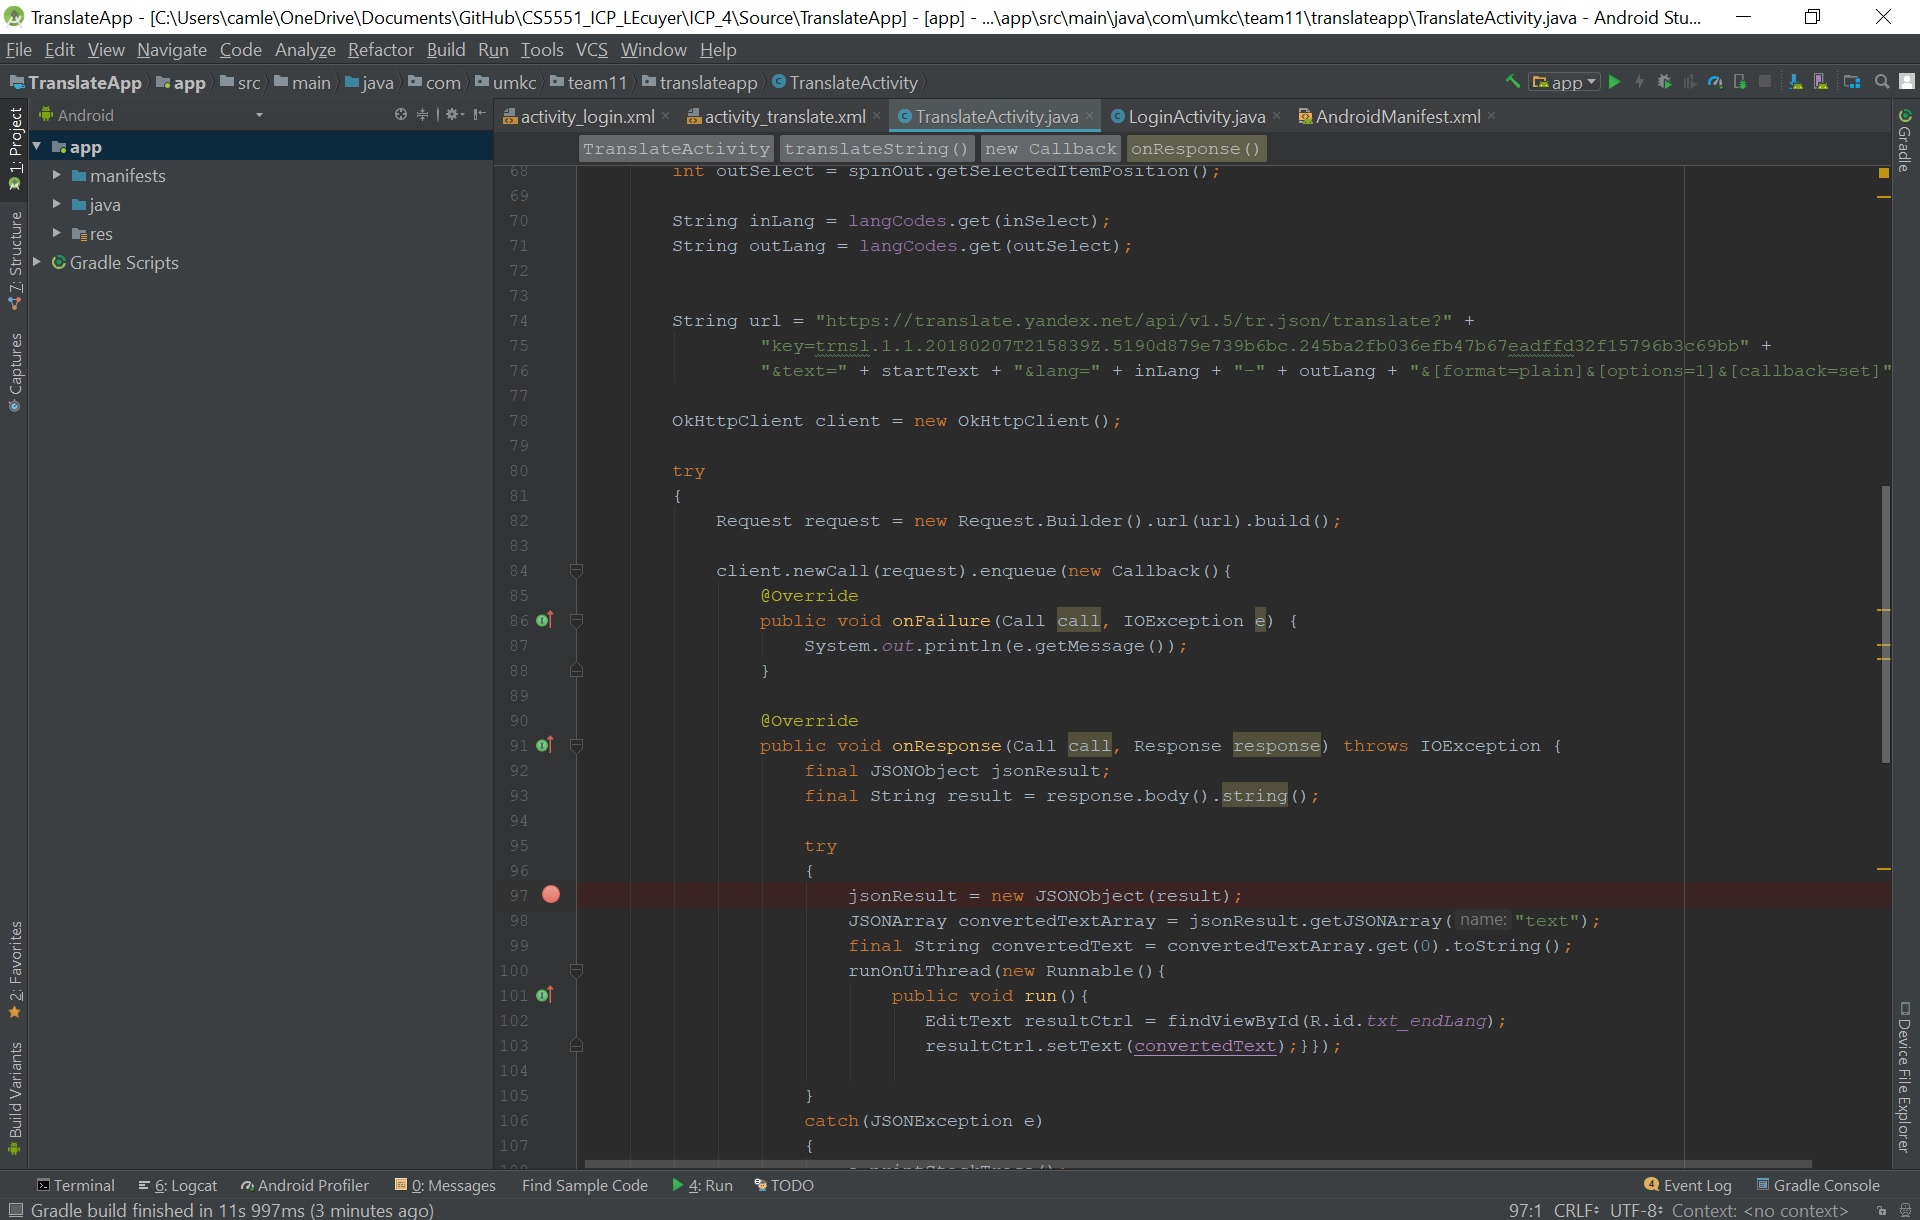 TranslateApp - [C:\Users\camle\OneDrive\Documents\GitHub\CS5551_ICP_LEcuyer\ICP_4\Source\TranslateApp] - [app] - ...\app\src\main\java\com\umkc\team11\translateapp\TranslateActivity.java - Android Stu...
File Edit View Navigate Code Analyze Refactor Build Run Tools VCS Window Help
TranslateApp app src main java com umkc team11 translateapp TranslateActivity app
Android
activity_login.xml activity_translate.xml TranslateActivity.java LoginActivity.java AndroidManifest.xml
TranslateActivity translateString() new Callback onResponse()
1: Project
7: Structure
Captures
2: Favorites
Build Variants
app
manifests
java
res
Gradle Scripts
68 int outSelect = spinOut.getSelectedItemPosition();
69
70 String inLang = langCodes.get(inSelect);
71 String outLang = langCodes.get(outSelect);
72
73
74 String url = "https://translate.yandex.net/api/v1.5/tr.json/translate?" +
75 "key=trnsl.1.1.20180207T215839Z.5190d879e739b6bc.245ba2fb036efb47b67eadffd32f15796b3c69bb" +
76 "&text=" + startText + "&lang=" + inLang + "-" + outLang + "&[format=plain]&[options=1]&[callback=set]"
77
78 OkHttpClient client = new OkHttpClient();
79
80 try
81 {
82 Request request = new Request.Builder().url(url).build();
83
84 client.newCall(request).enqueue(new Callback(){
85 @Override
86 public void onFailure(Call call, IOException e) {
87 System.out.println(e.getMessage());
88 }
89
90 @Override
91 public void onResponse(Call call, Response response) throws IOException {
92 final JSONObject jsonResult;
93 final String result = response.body().string();
94
95 try
96 {
97 jsonResult = new JSONObject(result);
98 JSONArray convertedTextArray = jsonResult.getJSONArray( name: "text");
99 final String convertedText = convertedTextArray.get(0).toString();
100 runOnUiThread(new Runnable(){
101 public void run(){
102 EditText resultCtrl = findViewById(R.id.txt_endLang);
103 resultCtrl.setText(convertedText);}});
104
105 }
106 catch(JSONException e)
107 {
Gradle
Device File Explorer
Terminal 6: Logcat Android Profiler 0: Messages Find Sample Code 4: Run TODO 4 Event Log Gradle Console
Gradle build finished in 11s 997ms (3 minutes ago) 97:1 CRLF UTF-8 Context: <no context>